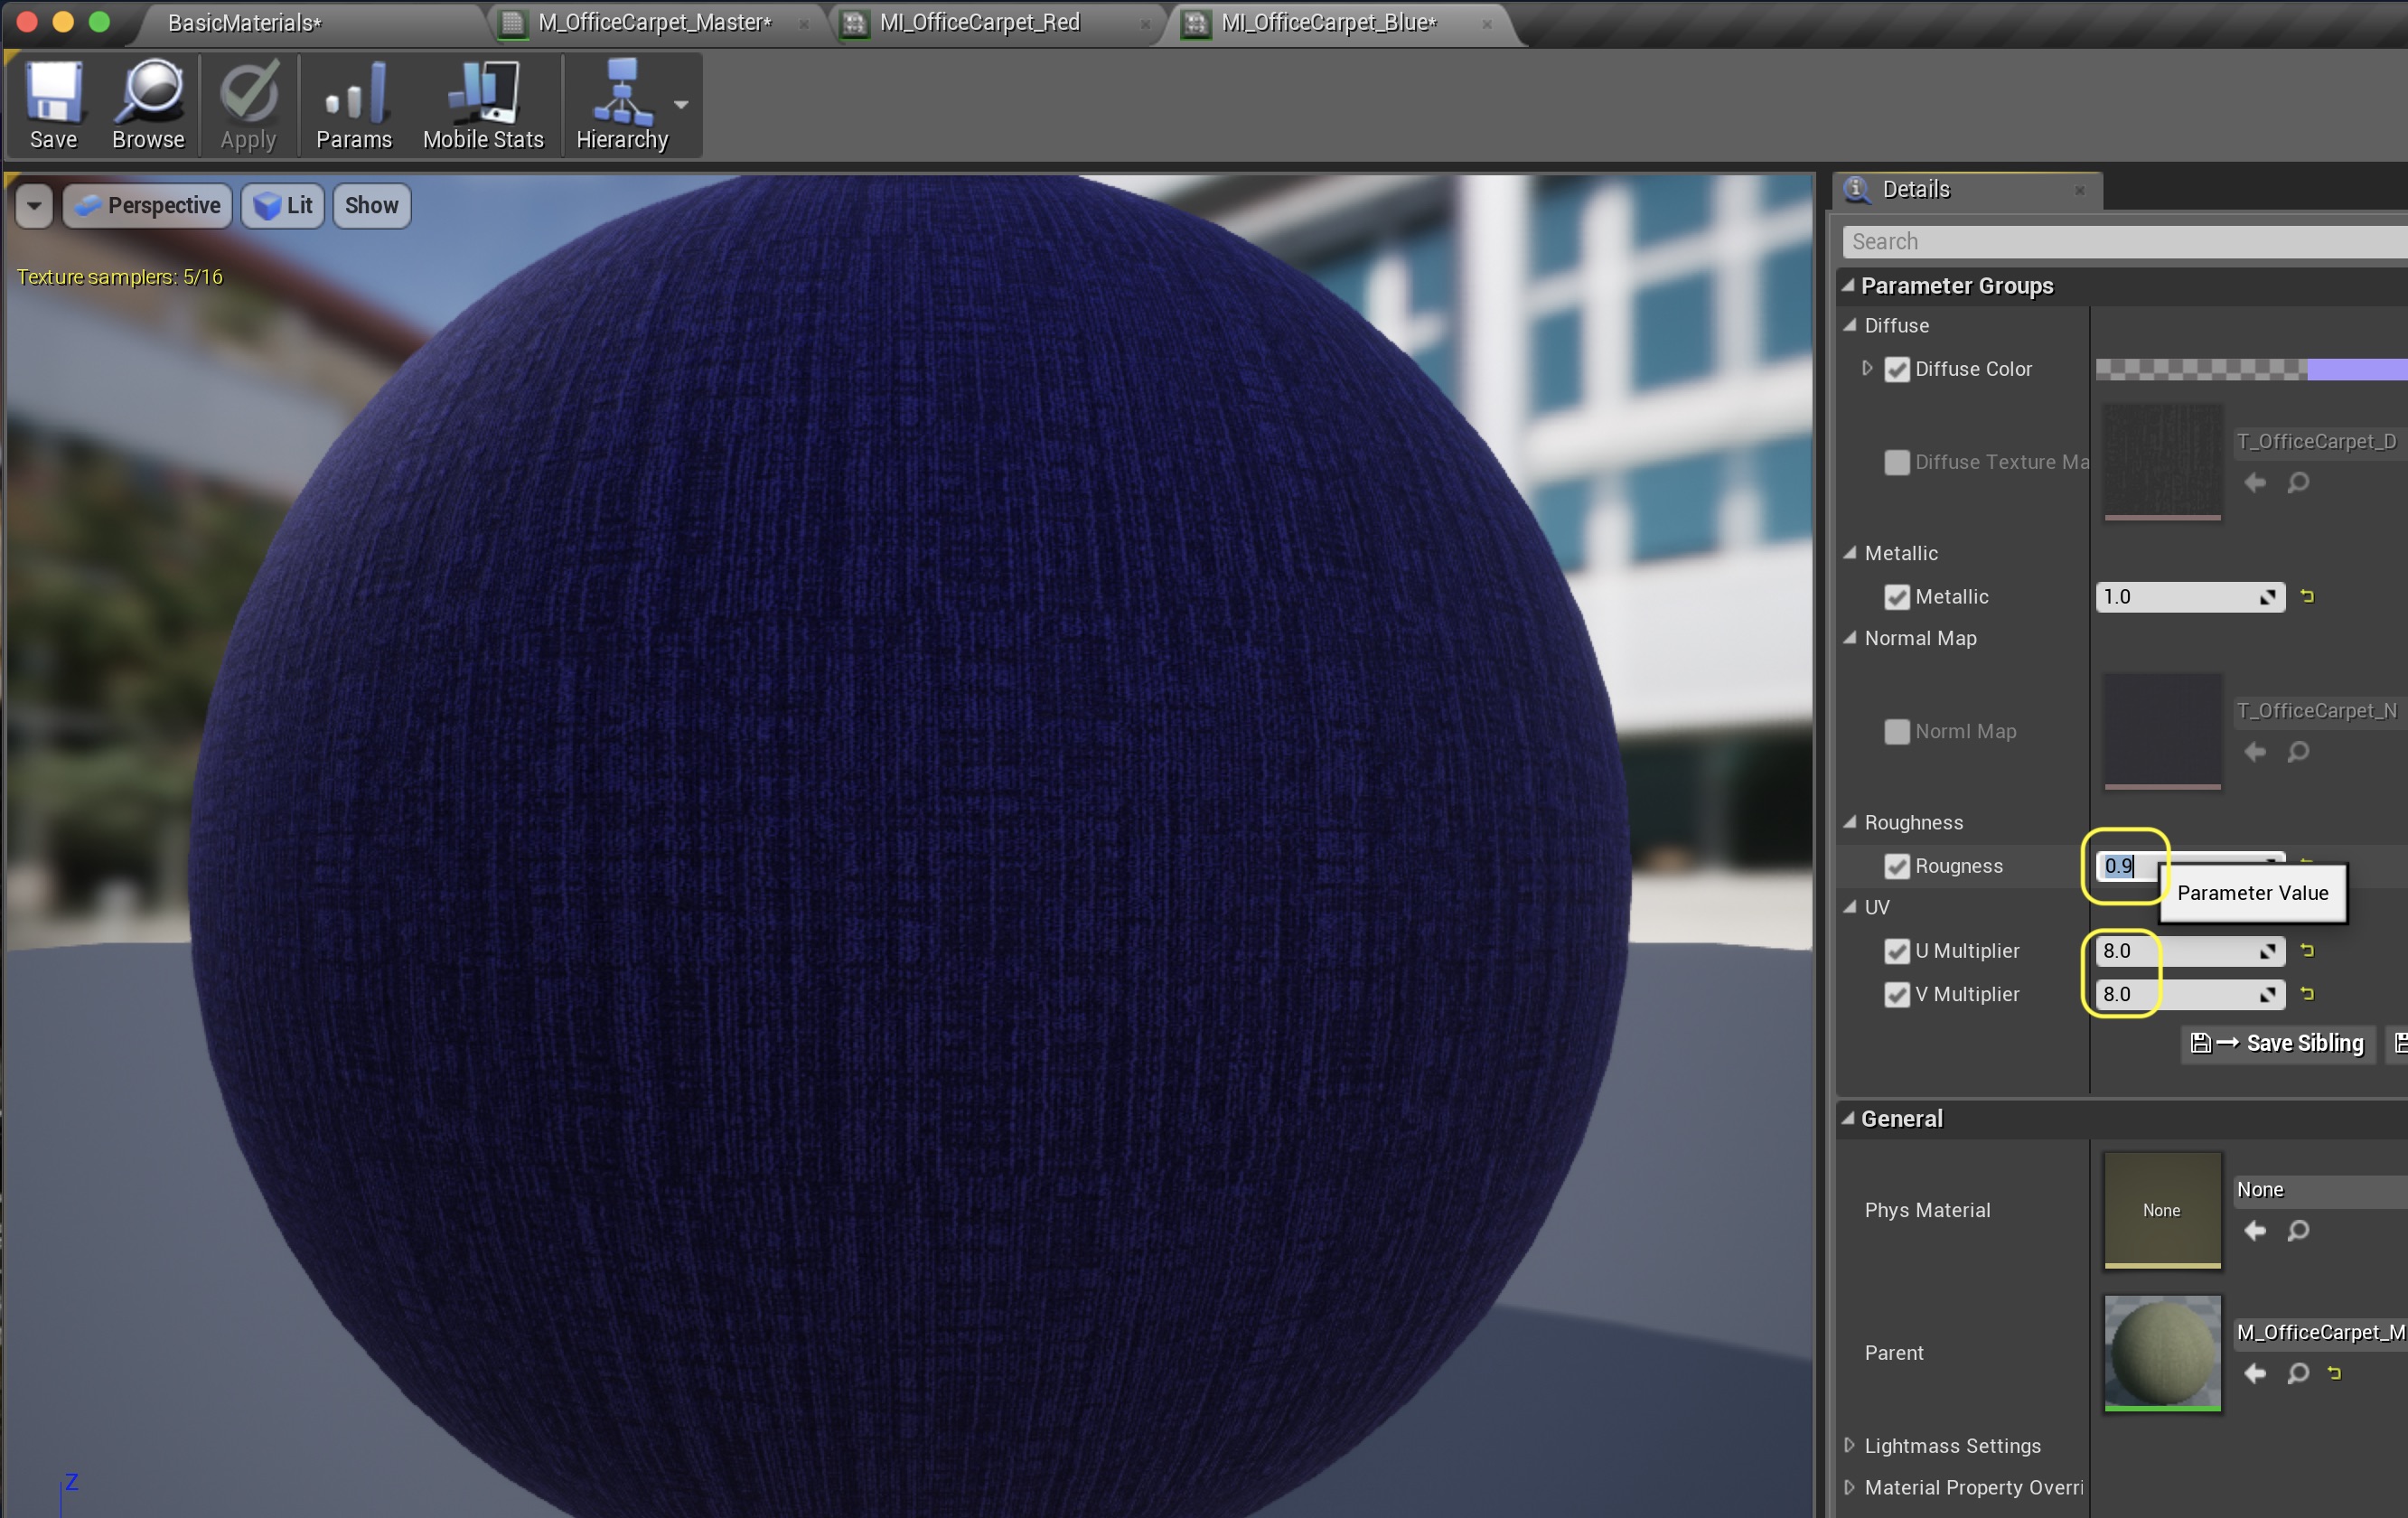 BasicMaterials*
M_OfficeCarpet_Master*
MI_OfficeCarpet_Red
MI_OfficeCarpet_Blue*
Save
Browse
Apply
Params
Mobile Stats
Hierarchy
Perspective
Lit
Show
Texture samplers: 5/16
Z
Details
Search
Parameter Groups
Diffuse
Diffuse Color
Diffuse Texture Ma
T_OfficeCarpet_D
Metallic
Metallic
1.0
Normal Map
Norml Map
T_OfficeCarpet_N
Roughness
Rougness
0.9
Parameter Value
UV
U Multiplier
8.0
V Multiplier
8.0
Save Sibling
General
Phys Material
None
None
Parent
M_OfficeCarpet_M
Lightmass Settings
Material Property Overri